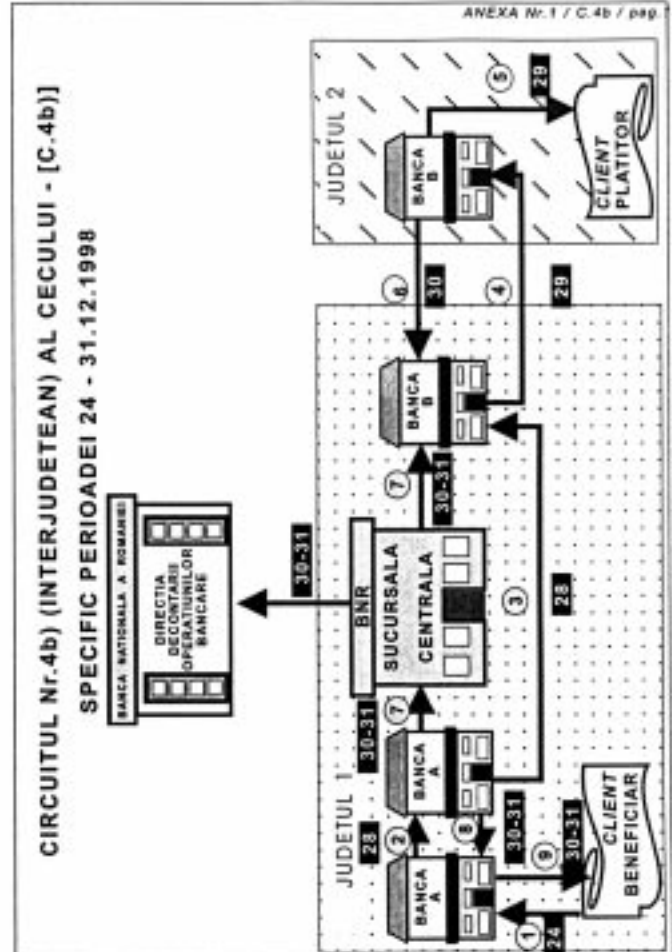 ANEXA Nr.1 / C.4b / pag.
CIRCUITUL Nr.4b) (INTERJUDETEAN) AL CECULUI - [C.4b)]
SPECIFIC PERIOADEI 24 - 31.12.1998
BANCA NATIONALA A ROMANIEI
DIRECTIA
DECONTARII
OPERATIUNILOR
BANCARE
30-31
JUDETUL 1
28
2
BANCA
A
BANCA
A
30-31
7
BNR
SUCURSALA
CENTRALA
7
30-31
BANCA
B
6
30
JUDETUL 2
BANCA
B
5
29
CLIENT
PLATITOR
4
29
3
28
8
30-31
9
30-31
1
24
CLIENT
BENEFICIAR